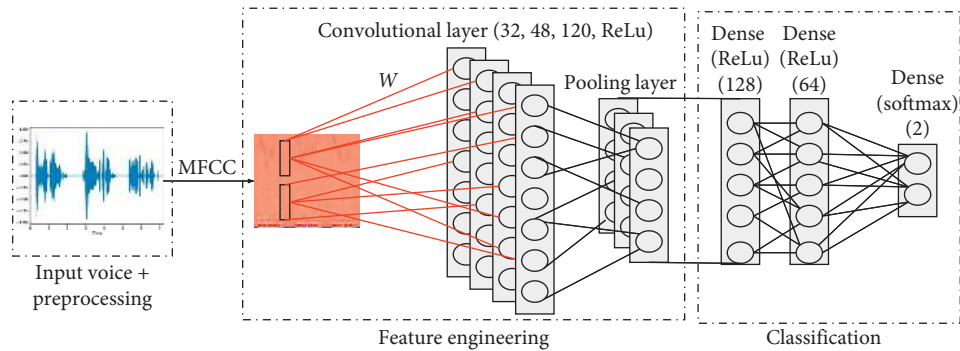 Convolutional layer (32, 48, 120, ReLu)
W
Pooling layer
Dense
(ReLu)
(128)
Dense
(ReLu)
(64)
Dense
(softmax)
(2)
MFCC
Input voice +
preprocessing
Feature engineering
Classification